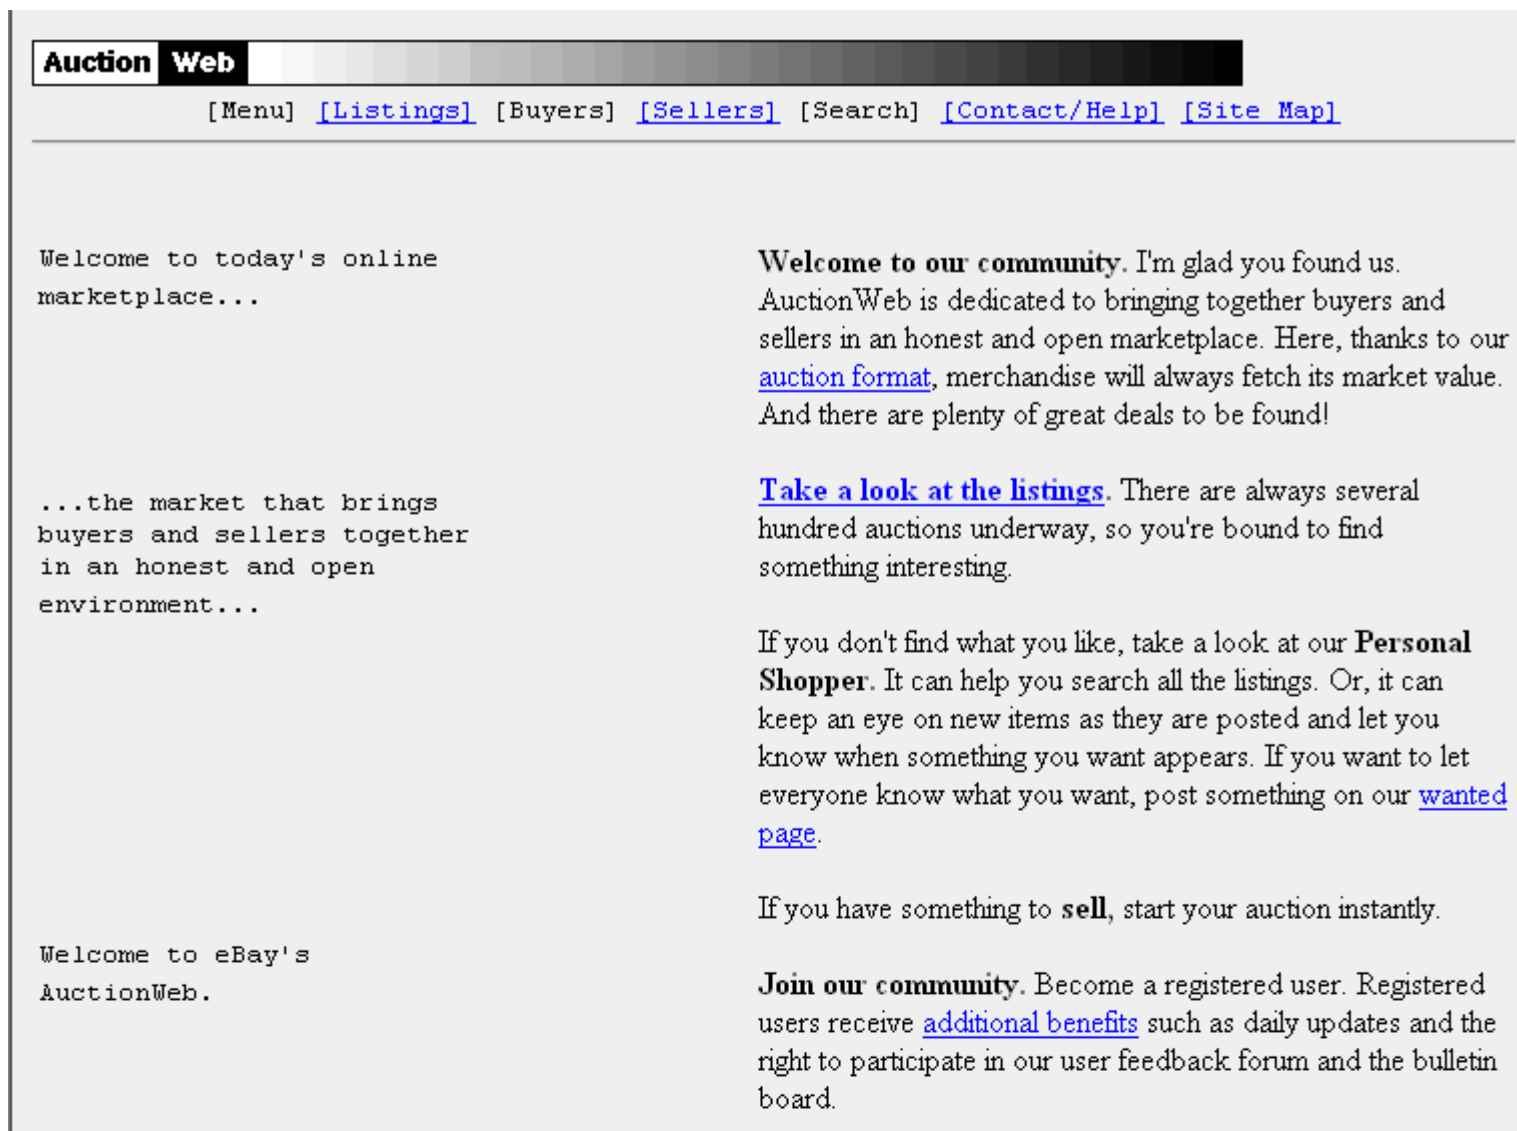 Auction Web
[Menu] [Listings] [Buyers] [Sellers] [Search] [Contact/Help] [Site Map]
Welcome to today's online
marketplace...
...the market that brings
buyers and sellers together
in an honest and open
environment...
Welcome to eBay's
AuctionWeb.
Welcome to our community. I'm glad you found us.
AuctionWeb is dedicated to bringing together buyers and
sellers in an honest and open marketplace. Here, thanks to our
auction format, merchandise will always fetch its market value.
And there are plenty of great deals to be found!
Take a look at the listings. There are always several
hundred auctions underway, so you're bound to find
something interesting.
If you don't find what you like, take a look at our Personal
Shopper. It can help you search all the listings. Or, it can
keep an eye on new items as they are posted and let you
know when something you want appears. If you want to let
everyone know what you want, post something on our wanted
page.
If you have something to sell, start your auction instantly.
Join our community. Become a registered user. Registered
users receive additional benefits such as daily updates and the
right to participate in our user feedback forum and the bulletin
board.